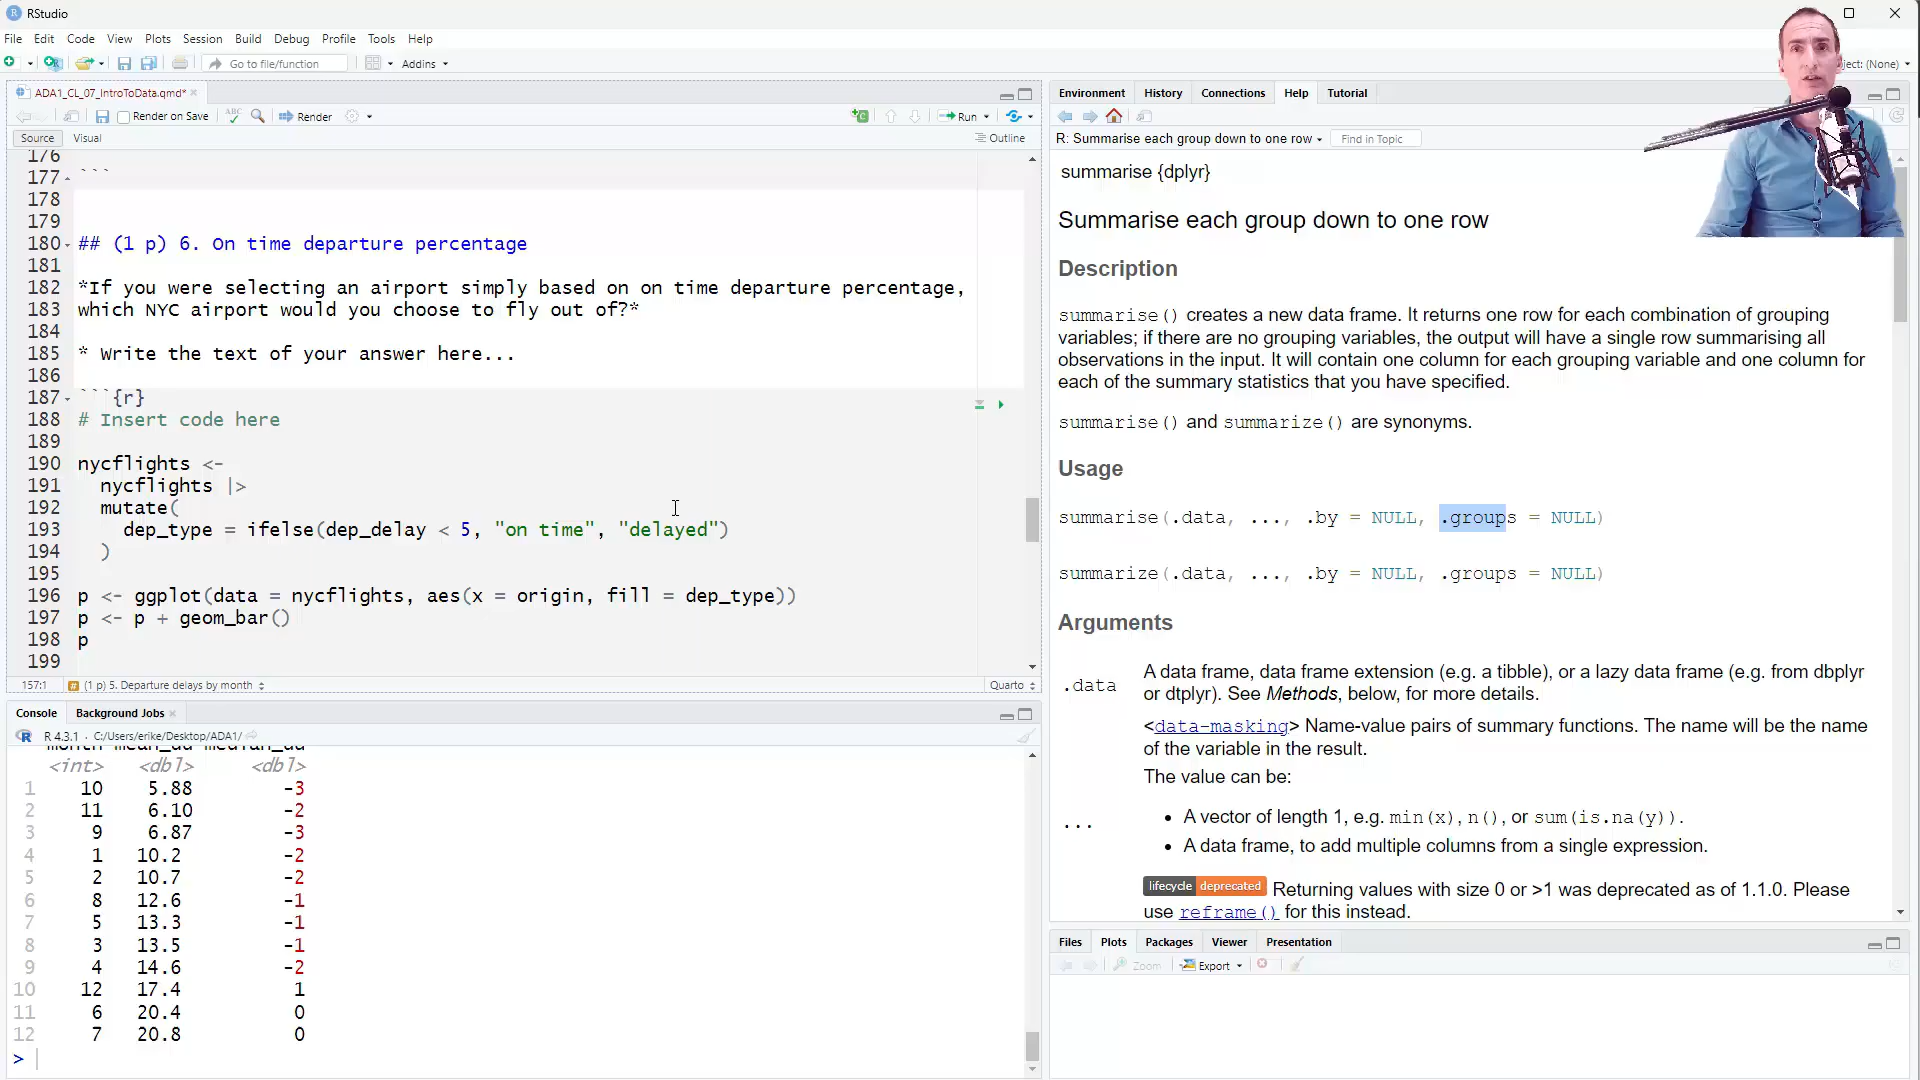 RStudio
File Edit Code View Plots Session Build Debug Profile Tools Help
Go to file/function Addins
ject: (None)
ADA1_CL_07_IntroToData.qmd*
Render on Save Render Run
Source Visual Outline
176
177 ```
178
179
180 ## (1 p) 6. On time departure percentage
181
182 *If you were selecting an airport simply based on on time departure percentage,
183 which NYC airport would you choose to fly out of?*
184
185 * Write the text of your answer here...
186
187 ```{r}
188 # Insert code here
189
190 nycflights <-
191 nycflights |>
192 mutate(
193 dep_type = ifelse(dep_delay < 5, "on time", "delayed")
194 )
195
196 p <- ggplot(data = nycflights, aes(x = origin, fill = dep_type))
197 p <- p + geom_bar()
198 p
199
157:1 (1 p) 5. Departure delays by month Quarto
Console Background Jobs
R 4.3.1 · C:/Users/erike/Desktop/ADA1/
month mean_dd median_dd
<int> <dbl> <dbl>
1 10 5.88 -3
2 11 6.10 -2
3 9 6.87 -3
4 1 10.2 -2
5 2 10.7 -2
6 8 12.6 -1
7 5 13.3 -1
8 3 13.5 -1
9 4 14.6 -2
10 12 17.4 1
11 6 20.4 0
12 7 20.8 0
>
Environment History Connections Help Tutorial
R: Summarise each group down to one row Find in Topic
summarise {dplyr}
Summarise each group down to one row
Description
summarise() creates a new data frame. It returns one row for each combination of grouping
variables; if there are no grouping variables, the output will have a single row summarising all
observations in the input. It will contain one column for each grouping variable and one column for
each of the summary statistics that you have specified.
summarise() and summarize() are synonyms.
Usage
summarise(.data, ..., .by = NULL, .groups = NULL)
summarize(.data, ..., .by = NULL, .groups = NULL)
Arguments
.data
A data frame, data frame extension (e.g. a tibble), or a lazy data frame (e.g. from dbplyr
or dtplyr). See Methods, below, for more details.
...
<data-masking> Name-value pairs of summary functions. The name will be the name
of the variable in the result.
The value can be:
• A vector of length 1, e.g. min(x), n(), or sum(is.na(y)).
• A data frame, to add multiple columns from a single expression.
lifecycle deprecated Returning values with size 0 or >1 was deprecated as of 1.1.0. Please
use reframe() for this instead.
Files Plots Packages Viewer Presentation
Zoom Export